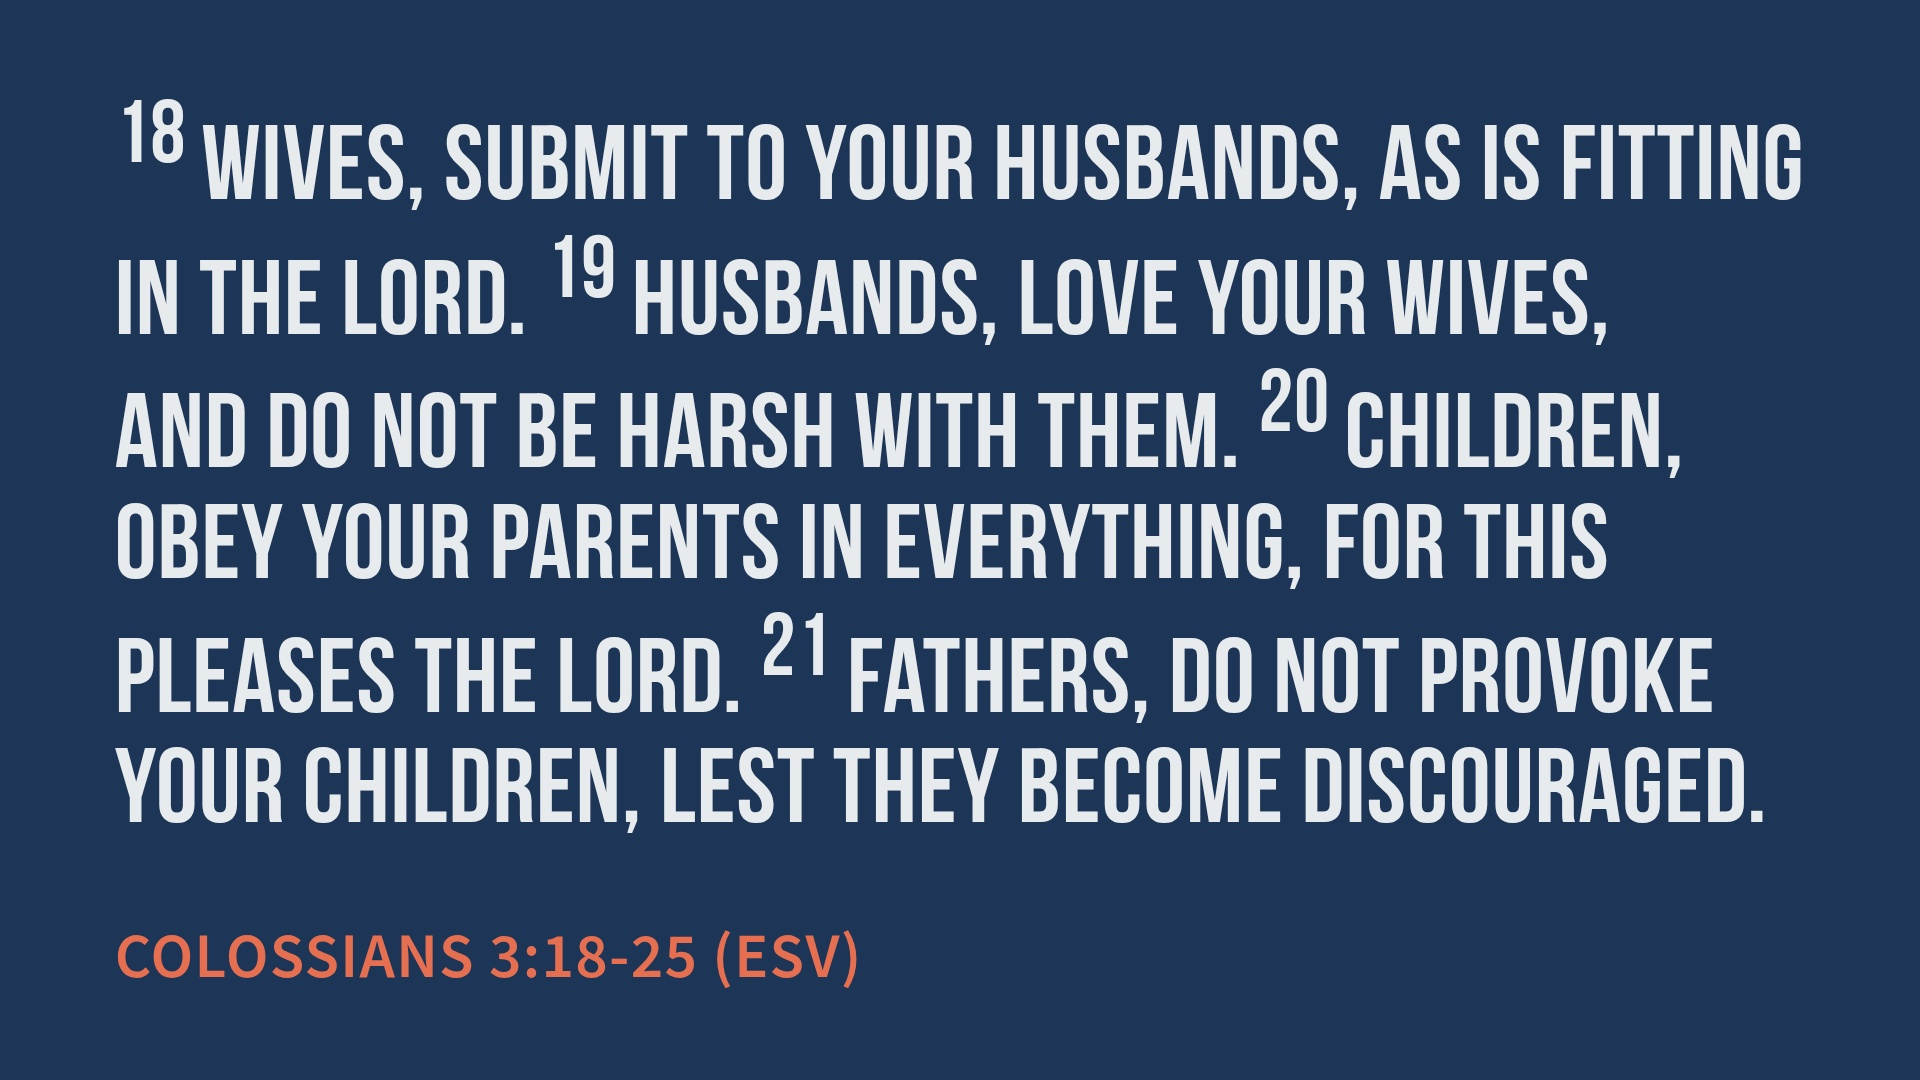 18 WIVES, SUBMIT TO YOUR HUSBANDS, AS IS FITTING
IN THE LORD. 19 HUSBANDS, LOVE YOUR WIVES,
AND DO NOT BE HARSH WITH THEM. 20 CHILDREN,
OBEY YOUR PARENTS IN EVERYTHING, FOR THIS
PLEASES THE LORD. 21 FATHERS, DO NOT PROVOKE
YOUR CHILDREN, LEST THEY BECOME DISCOURAGED.
COLOSSIANS 3:18-25 (ESV)